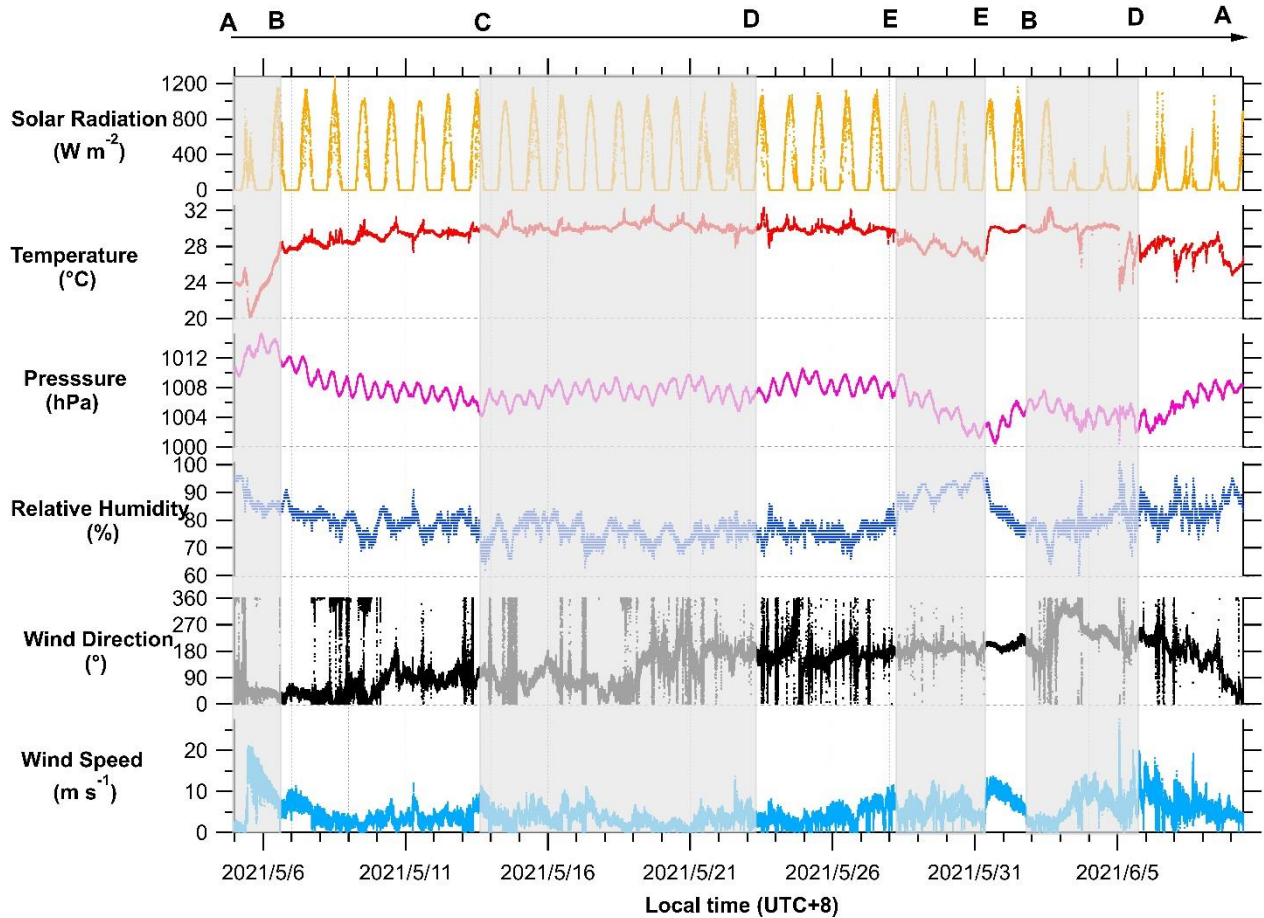 A B C D E E B D A
Solar Radiation
(W m-2)
1200
800
400
0
Temperature
(°C)
32
28
24
20
Presssure
(hPa)
1012
1008
1004
1000
Relative Humidity
(%)
100
90
80
70
60
Wind Direction
(°)
360
270
180
90
0
Wind Speed
(m s-1)
20
10
0
2021/5/6 2021/5/11 2021/5/16 2021/5/21 2021/5/26 2021/5/31 2021/6/5
Local time (UTC+8)